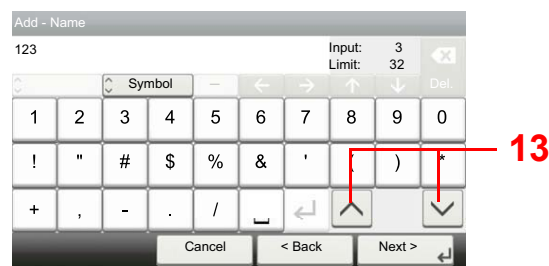 Add - Name
123 Input: 3
Limit: 32
Symbol - ← → ↑ ↓ Del.
1 2 3 4 5 6 7 8 9 0
! " # $ % & ' ( ) *
+ , - . /
Cancel < Back Next >
13